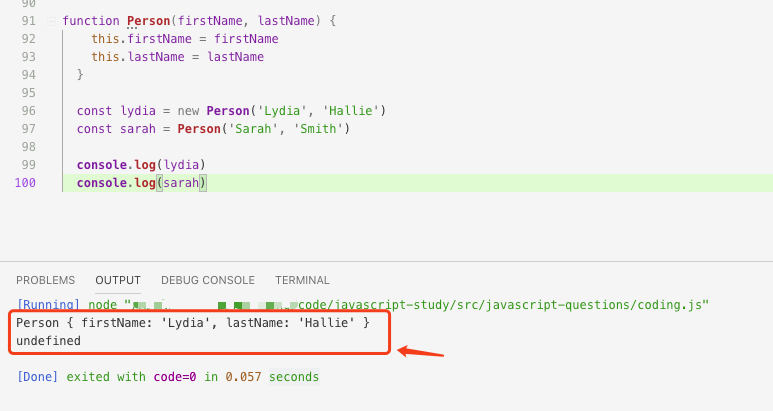 90
91 function Person(firstName, lastName) {
92 this.firstName = firstName
93 this.lastName = lastName
94 }
95
96 const lydia = new Person('Lydia', 'Hallie')
97 const sarah = Person('Sarah', 'Smith')
98
99 console.log(lydia)
100 console.log(sarah)
PROBLEMS OUTPUT DEBUG CONSOLE TERMINAL
[Running] node " code/javascript-study/src/javascript-questions/coding.js"
Person { firstName: 'Lydia', lastName: 'Hallie' }
undefined
[Done] exited with code=0 in 0.057 seconds